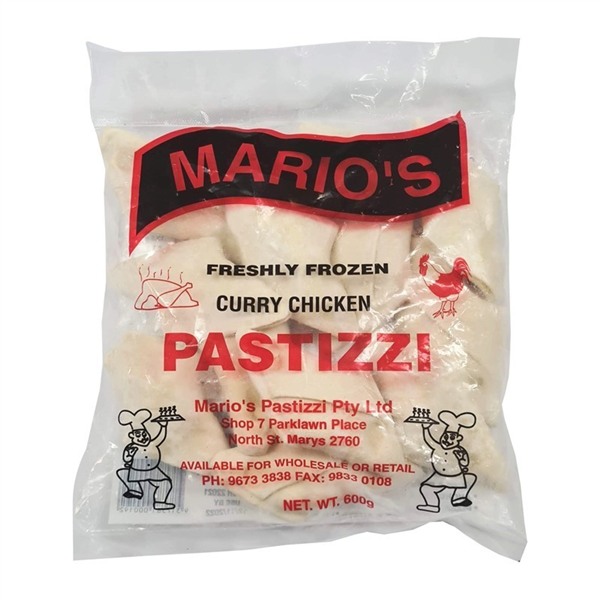 MARIO'S
FRESHLY FROZEN
CURRY CHICKEN
PASTIZZI
Mario's Pastizzi Pty Ltd
Shop 7 Parklawn Place
North St. Marys 2760
AVAILABLE FOR WHOLESALE OR RETAIL
PH: 9673 3838 FAX: 9833 0108
NET. WT. 600g